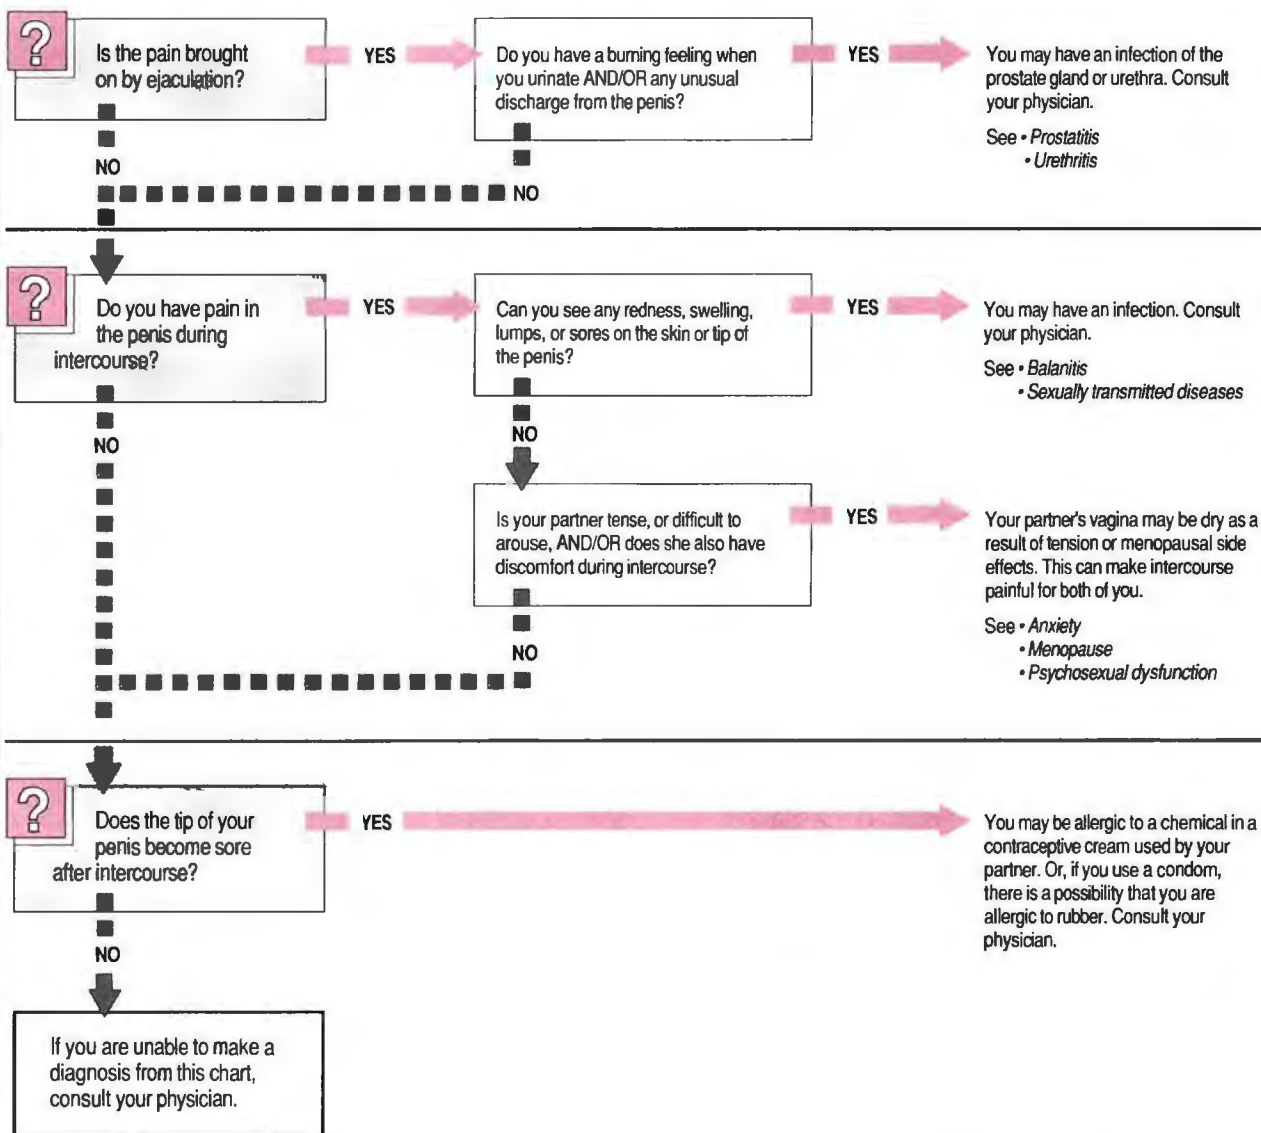 ?
Is the pain brought
on by ejaculation?
YES
Do you have a burning feeling when
you urinate AND/OR any unusual
discharge from the penis?
YES
You may have an infection of the
prostate gland or urethra. Consult
your physician.
See • Prostatitis
• Urethritis
NO
NO
?
Do you have pain in
the penis during
intercourse?
YES
Can you see any redness, swelling,
lumps, or sores on the skin or tip of
the penis?
YES
You may have an infection. Consult
your physician.
See • Balanitis
• Sexually transmitted diseases
NO
NO
Is your partner tense, or difficult to
arouse, AND/OR does she also have
discomfort during intercourse?
YES
Your partner's vagina may be dry as a
result of tension or menopausal side
effects. This can make intercourse
painful for both of you.
See • Anxiety
• Menopause
• Psychosexual dysfunction
NO
?
Does the tip of your
penis become sore
after intercourse?
YES
You may be allergic to a chemical in a
contraceptive cream used by your
partner. Or, if you use a condom,
there is a possibility that you are
allergic to rubber. Consult your
physician.
NO
If you are unable to make a
diagnosis from this chart,
consult your physician.